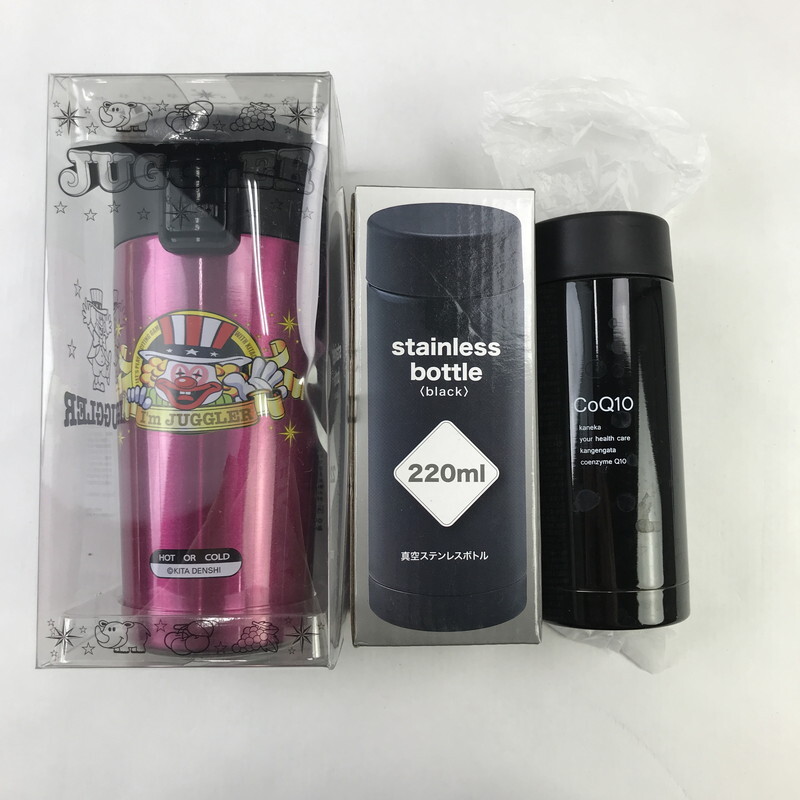 JUGGLER
JUGGLER
I'm JUGGLER
HOT OR COLD
©KITA DENSHI
stainless
bottle
〈black〉
220ml
真空ステンレスボトル
CoQ10
kaneka
your health care
kangengata
coenzyme Q10